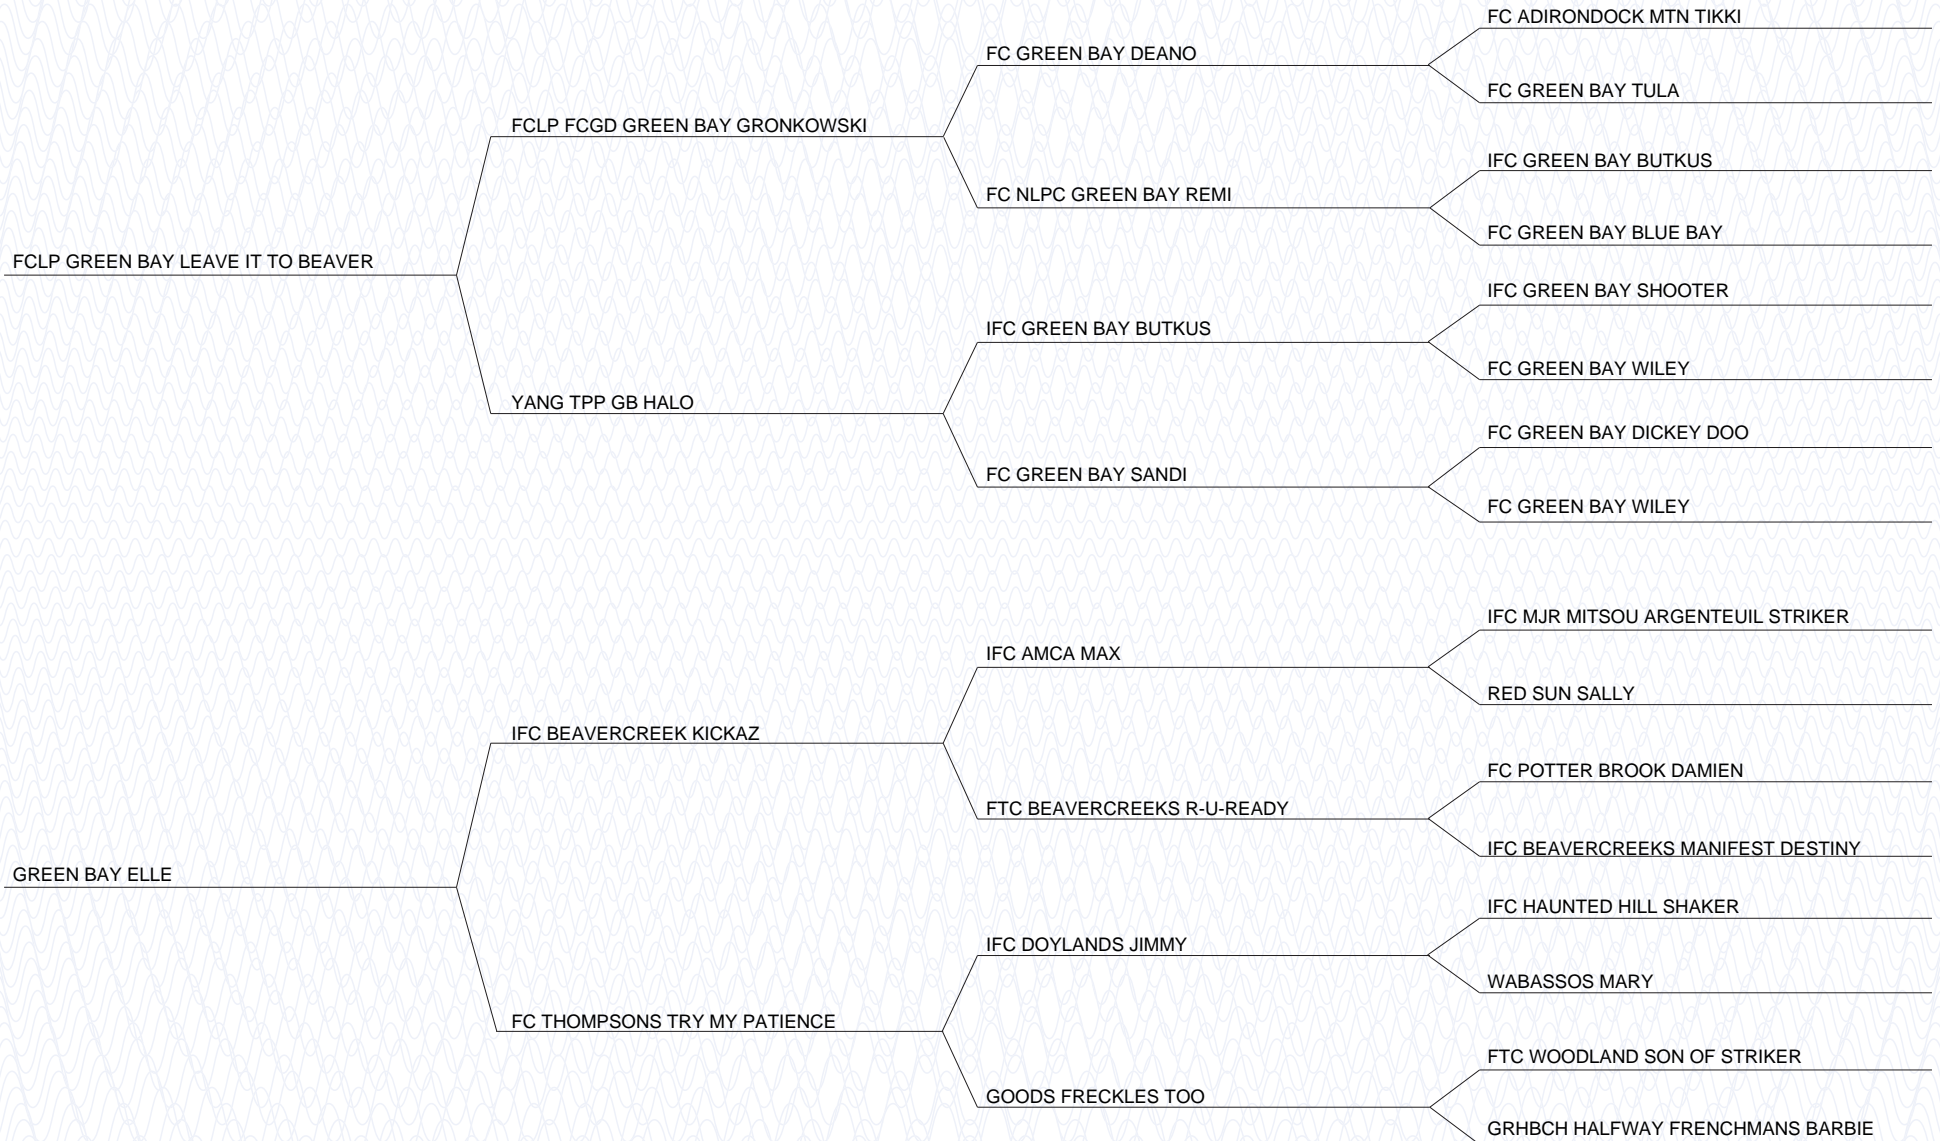 FC ADIRONDOCK MTN TIKKI
FC GREEN BAY DEANO
FC GREEN BAY TULA
FCLP FCGD GREEN BAY GRONKOWSKI
IFC GREEN BAY BUTKUS
FC NLPC GREEN BAY REMI
FC GREEN BAY BLUE BAY
FCLP GREEN BAY LEAVE IT TO BEAVER
IFC GREEN BAY SHOOTER
IFC GREEN BAY BUTKUS
FC GREEN BAY WILEY
YANG TPP GB HALO
FC GREEN BAY DICKEY DOO
FC GREEN BAY SANDI
FC GREEN BAY WILEY
IFC MJR MITSOU ARGENTEUIL STRIKER
IFC AMCA MAX
RED SUN SALLY
IFC BEAVERCREEK KICKAZ
FC POTTER BROOK DAMIEN
FTC BEAVERCREEKS R-U-READY
IFC BEAVERCREEKS MANIFEST DESTINY
GREEN BAY ELLE
IFC HAUNTED HILL SHAKER
IFC DOYLANDS JIMMY
WABASSOS MARY
FC THOMPSONS TRY MY PATIENCE
FTC WOODLAND SON OF STRIKER
GOODS FRECKLES TOO
GRHBCH HALFWAY FRENCHMANS BARBIE